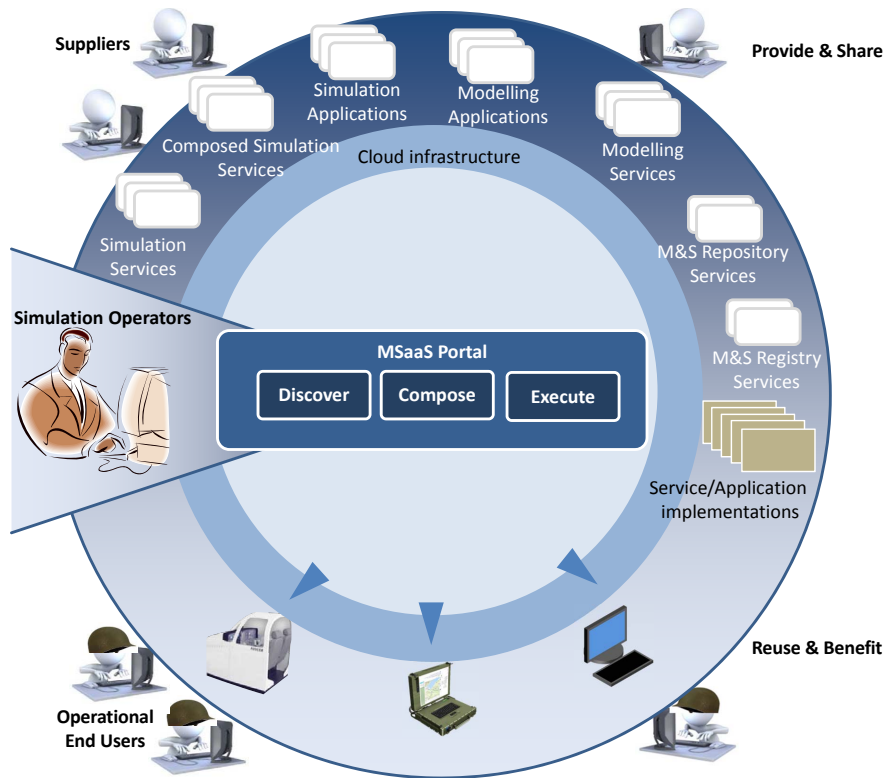 Suppliers
Provide & Share
Simulation
Applications
Modelling
Applications
Composed Simulation
Services
Cloud infrastructure
Modelling
Services
Simulation
Services
M&S Repository
Services
Simulation Operators
MSaaS Portal
Discover
Compose
Execute
M&S Registry
Services
Service/Application
implementations
Reuse & Benefit
Operational
End Users